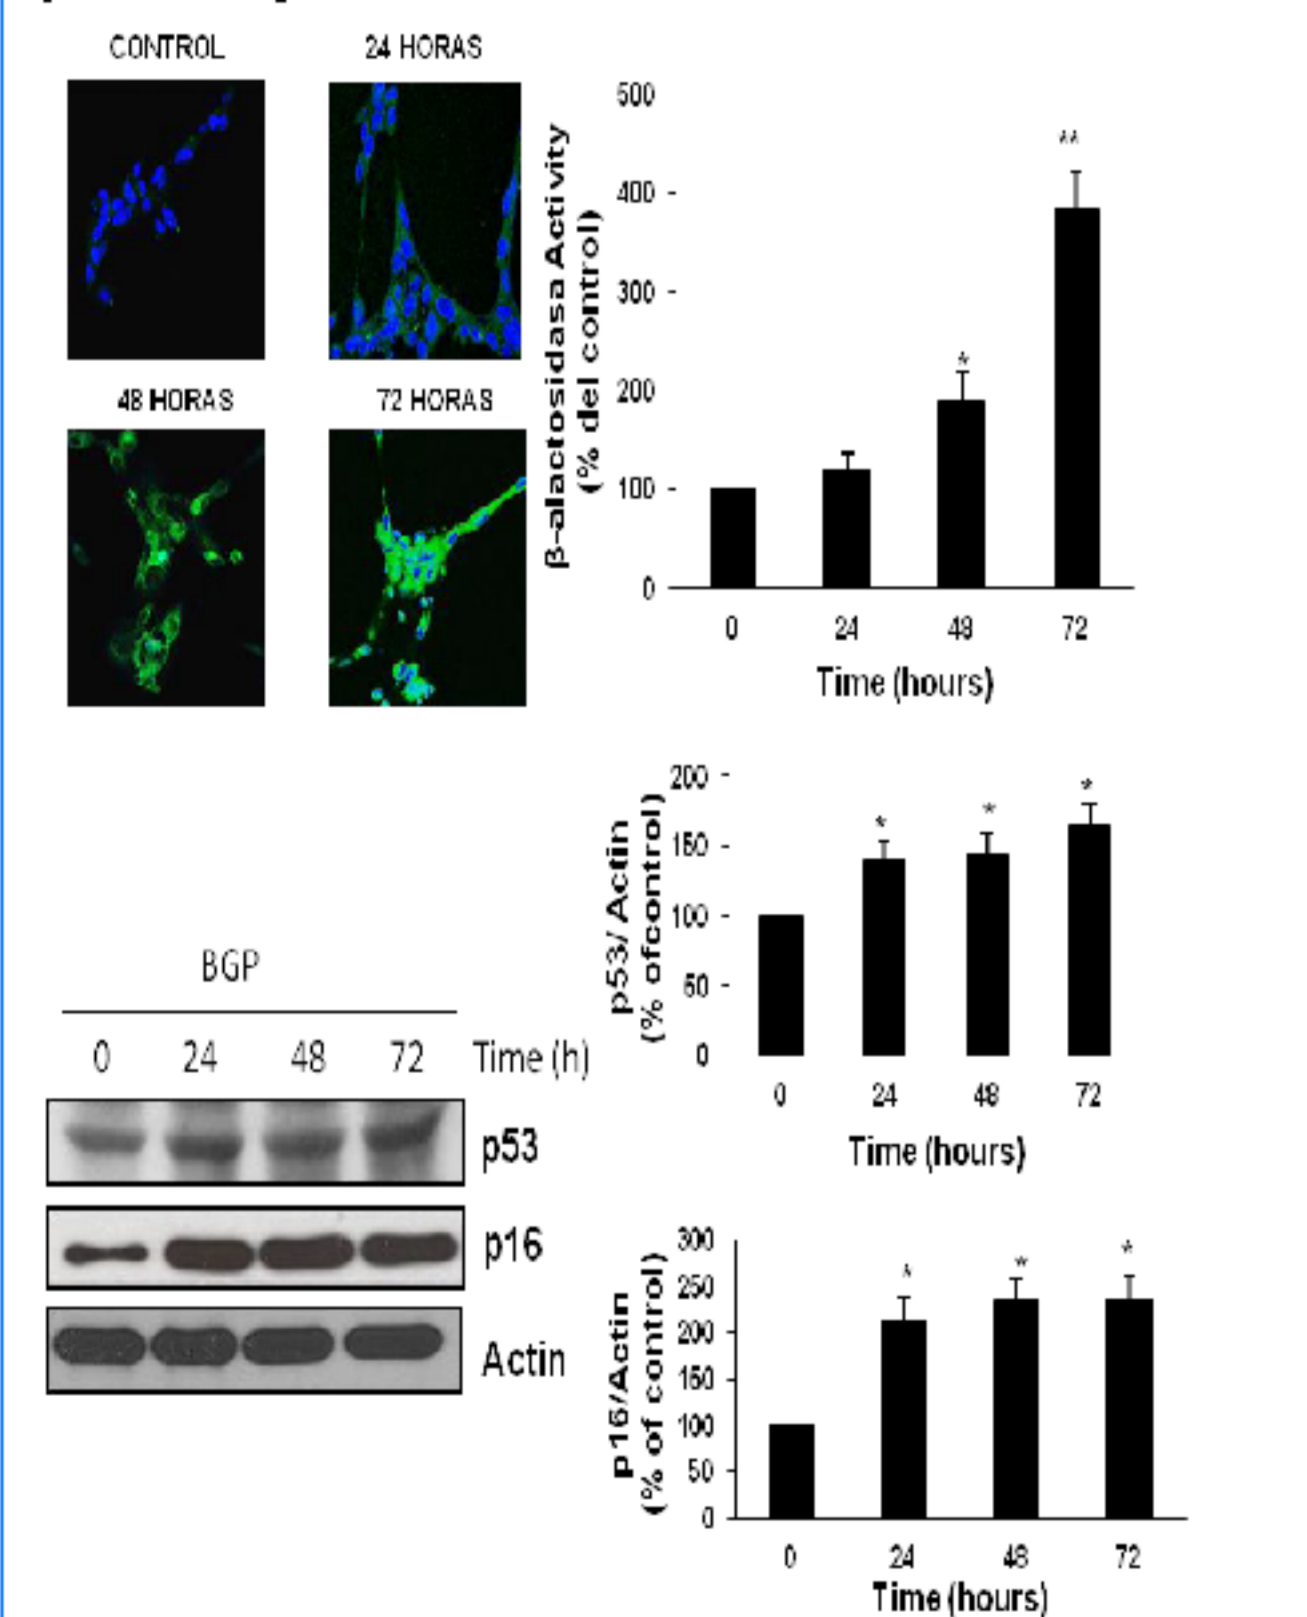 CONTROL
24 HORAS
48 HORAS
72 HORAS
β-alactosidasa Activity
(% del control)
500
400
300
200
100
0
0 24 48 72
**
*
Time (hours)
p53/ Actin
(% ofcontrol)
200
150
100
50
0
* * *
0 24 48 72
Time (hours)
BGP
0 24 48 72 Time (h)
p53
p16
Actin
p16/Actin
(% of control)
300
250
200
150
100
50
0
* * *
0 24 48 72
Time (hours)